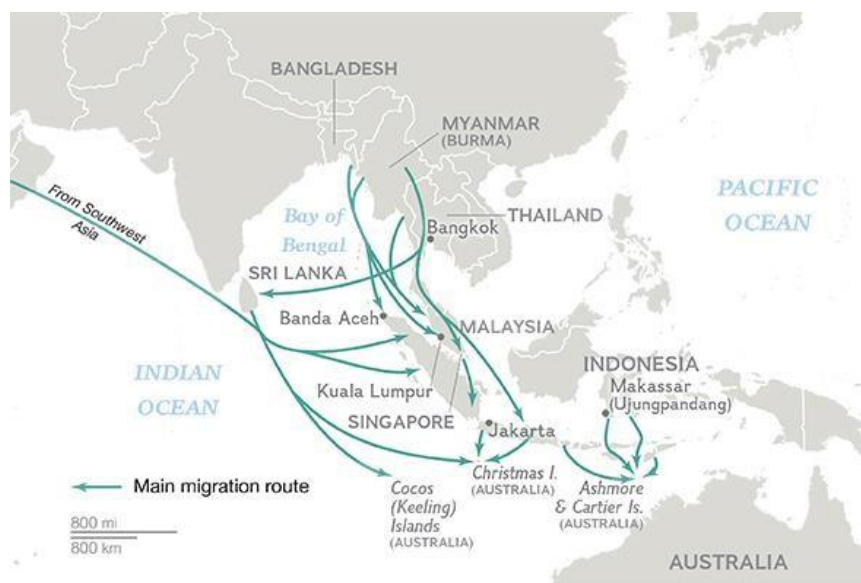 BANGLADESH
MYANMAR
(BURMA)
From Southwest
Asia
PACIFIC
OCEAN
Bay of
Bengal
THAILAND
Bangkok
SRI LANKA
Banda Aceh
MALAYSIA
INDIAN
OCEAN
Kuala Lumpur
SINGAPORE
INDONESIA
Makassar
(Ujungpandang)
Jakarta
Main migration route
Cocos
(Keeling)
Islands
(AUSTRALIA)
Christmas I.
(AUSTRALIA)
Ashmore
& Cartier Is.
(AUSTRALIA)
800 mi
800 km
AUSTRALIA